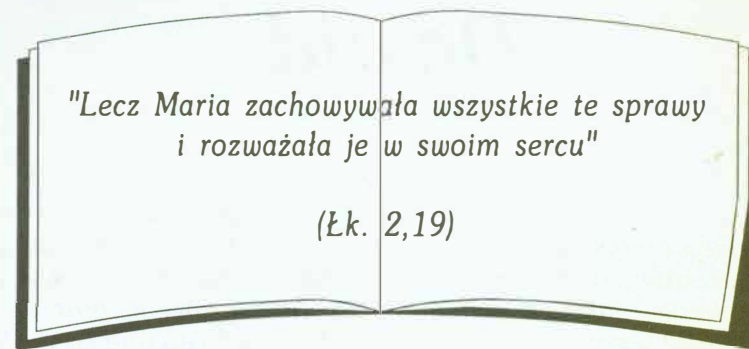 "Lecz Maria zachowywała wszystkie te sprawy
i rozważała je w swoim sercu"
(Łk. 2,19)